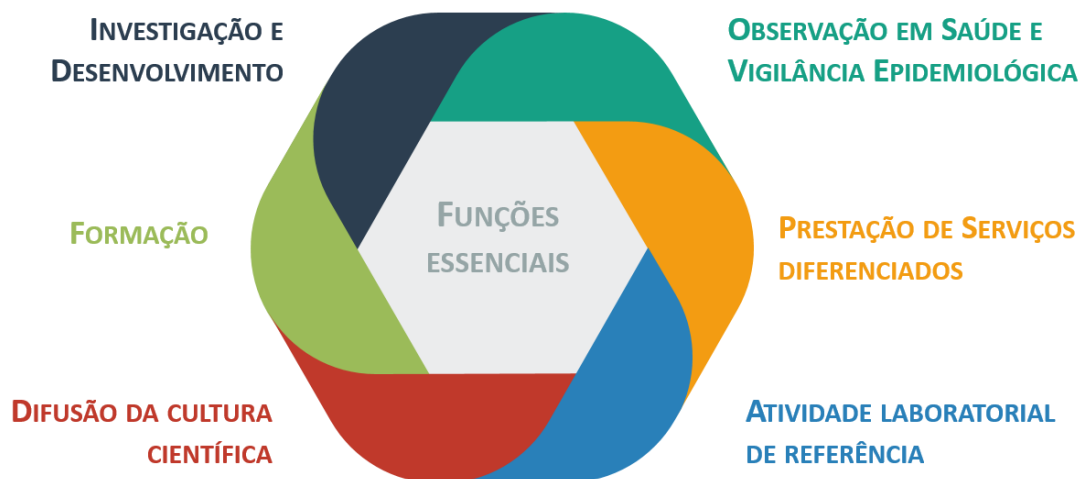 Investigação e
Desenvolvimento
Observação em Saúde e
Vigilância Epidemiológica
Funções
essenciais
Formação
Prestação de Serviços
diferenciados
Difusão da cultura
científica
Atividade laboratorial
de referência